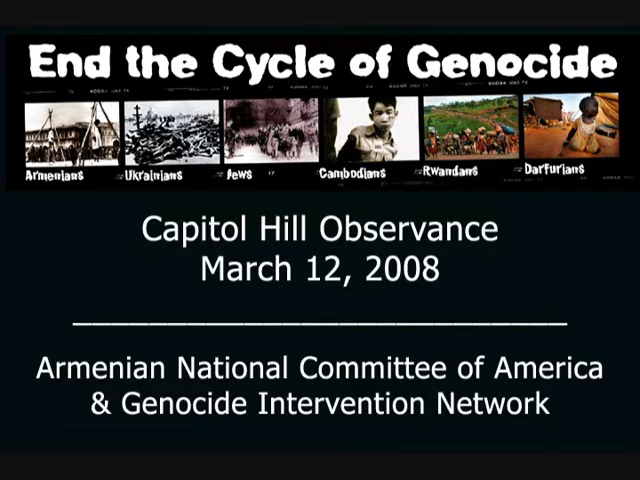 End the Cycle of Genocide
Armenians Ukrainians Jews Cambodians Rwandans Darfurians
Capitol Hill Observance
March 12, 2008
Armenian National Committee of America
& Genocide Intervention Network